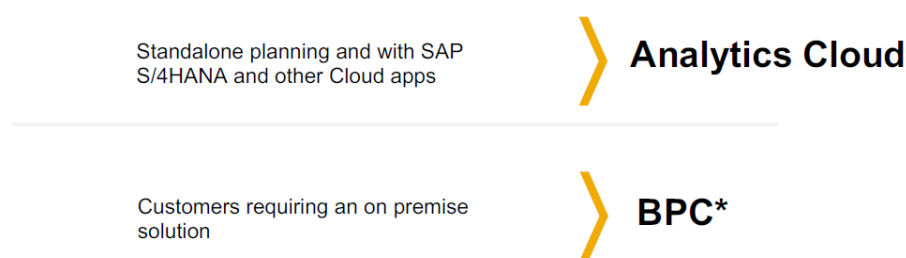 Standalone planning and with SAP
S/4HANA and other Cloud apps
Analytics Cloud
Customers requiring an on premise
solution
BPC*